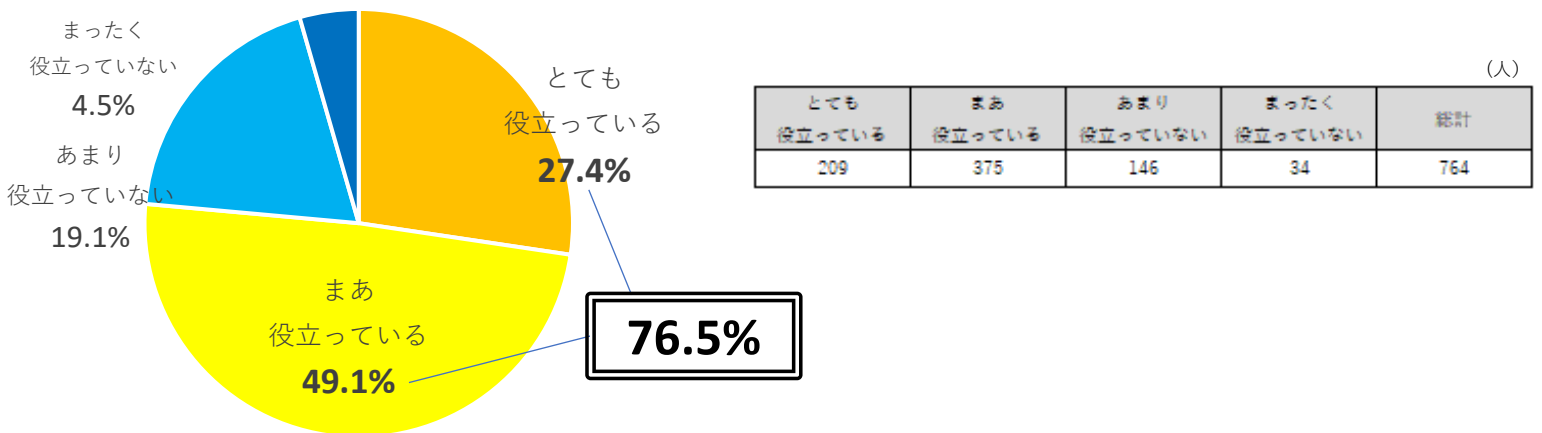 まったく
役立っていない
4.5%
あまり
役立っていない
19.1%
とても
役立っている
27.4%
まあ
役立っている
49.1%
76.5%
(人)
とても
役立っている
まあ
役立っている
あまり
役立っていない
まったく
役立っていない
総計
209
375
146
34
764